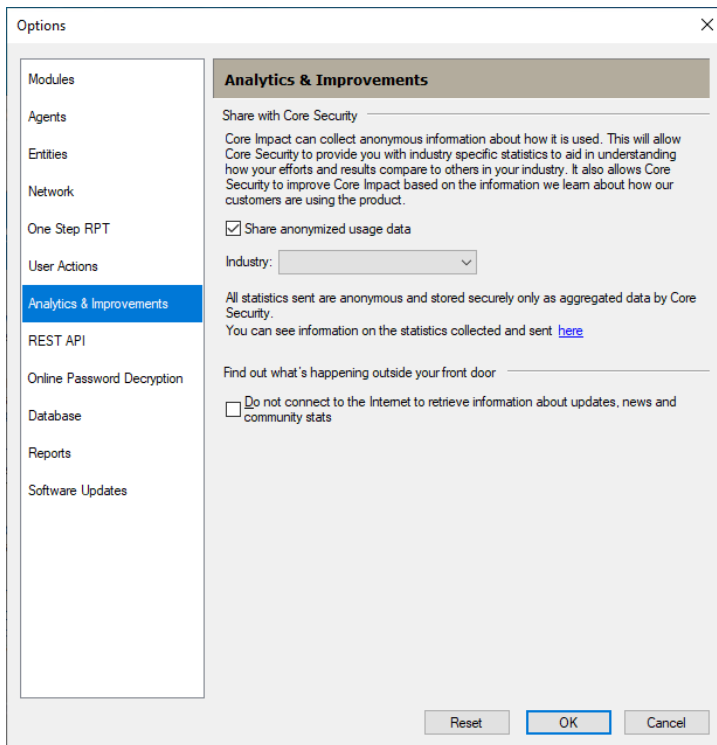 Options
Modules
Agents
Entities
Network
One Step RPT
User Actions
Analytics & Improvements
REST API
Online Password Decryption
Database
Reports
Software Updates
Analytics & Improvements
Share with Core Security
Core Impact can collect anonymous information about how it is used. This will allow
Core Security to provide you with industry specific statistics to aid in understanding
how your efforts and results compare to others in your industry. It also allows Core
Security to improve Core Impact based on the information we learn about how our
customers are using the product.
Share anonymized usage data
Industry:
All statistics sent are anonymous and stored securely only as aggregated data by Core
Security.
You can see information on the statistics collected and sent here
Find out what's happening outside your front door
Do not connect to the Internet to retrieve information about updates, news and
community stats
Reset
OK
Cancel